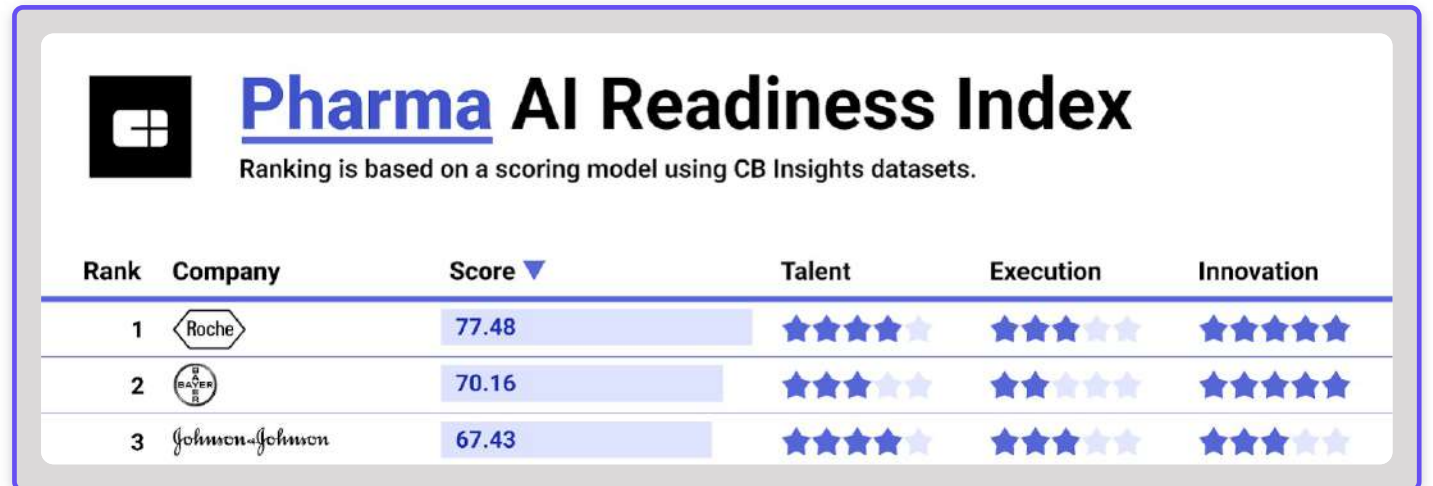 Pharma AI Readiness Index
Ranking is based on a scoring model using CB Insights datasets.
Rank Company Score Talent Execution Innovation
1 Roche 77.48
2 BAYER BAYER 70.16
3 Johnson & Johnson 67.43